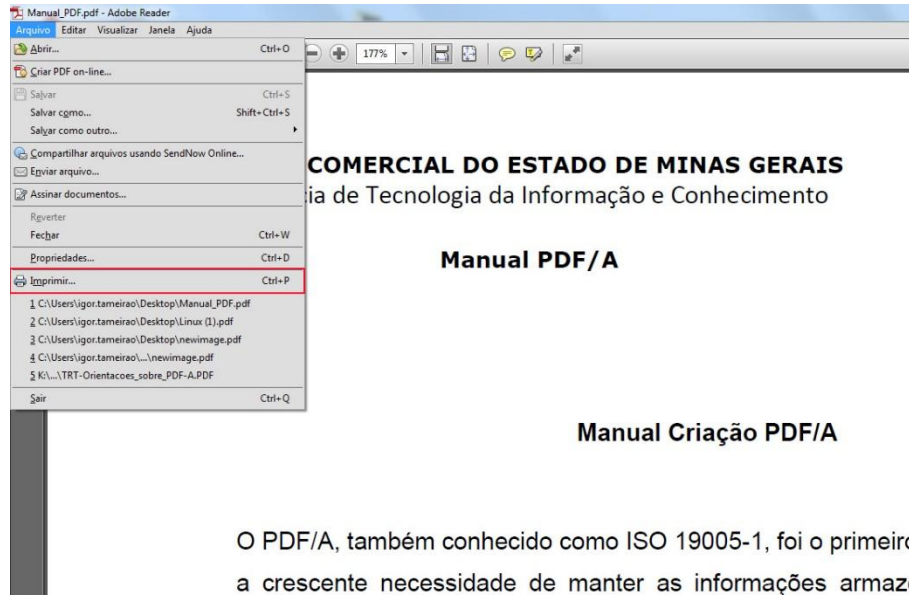 Manual_PDF.pdf - Adobe Reader
Arquivo Editar Visualizar Janela Ajuda
Abrir... Ctrl+O
177%
Criar PDF on-line...
Salvar Ctrl+S
Salvar como... Shift+Ctrl+S
Salvar como outro...
Compartilhar arquivos usando SendNow Online...
Enviar arquivo...
Assinar documentos...
Reverter
Fechar Ctrl+W
Propriedades... Ctrl+D
Imprimir... Ctrl+P
1 C:\Users\igor.tameirao\Desktop\Manual_PDF.pdf
2 C:\Users\igor.tameirao\Desktop\Linux (1).pdf
3 C:\Users\igor.tameirao\Desktop\newimage.pdf
4 C:\Users\igor.tameirao\...\newimage.pdf
5 K:\...\TRT-Orientacoes_sobre_PDF-A.PDF
Sair Ctrl+Q
COMERCIAL DO ESTADO DE MINAS GERAIS
ia de Tecnologia da Informação e Conhecimento
Manual PDF/A
Manual Criação PDF/A
O PDF/A, também conhecido como ISO 19005-1, foi o primeiro
a crescente necessidade de manter as informações armaz